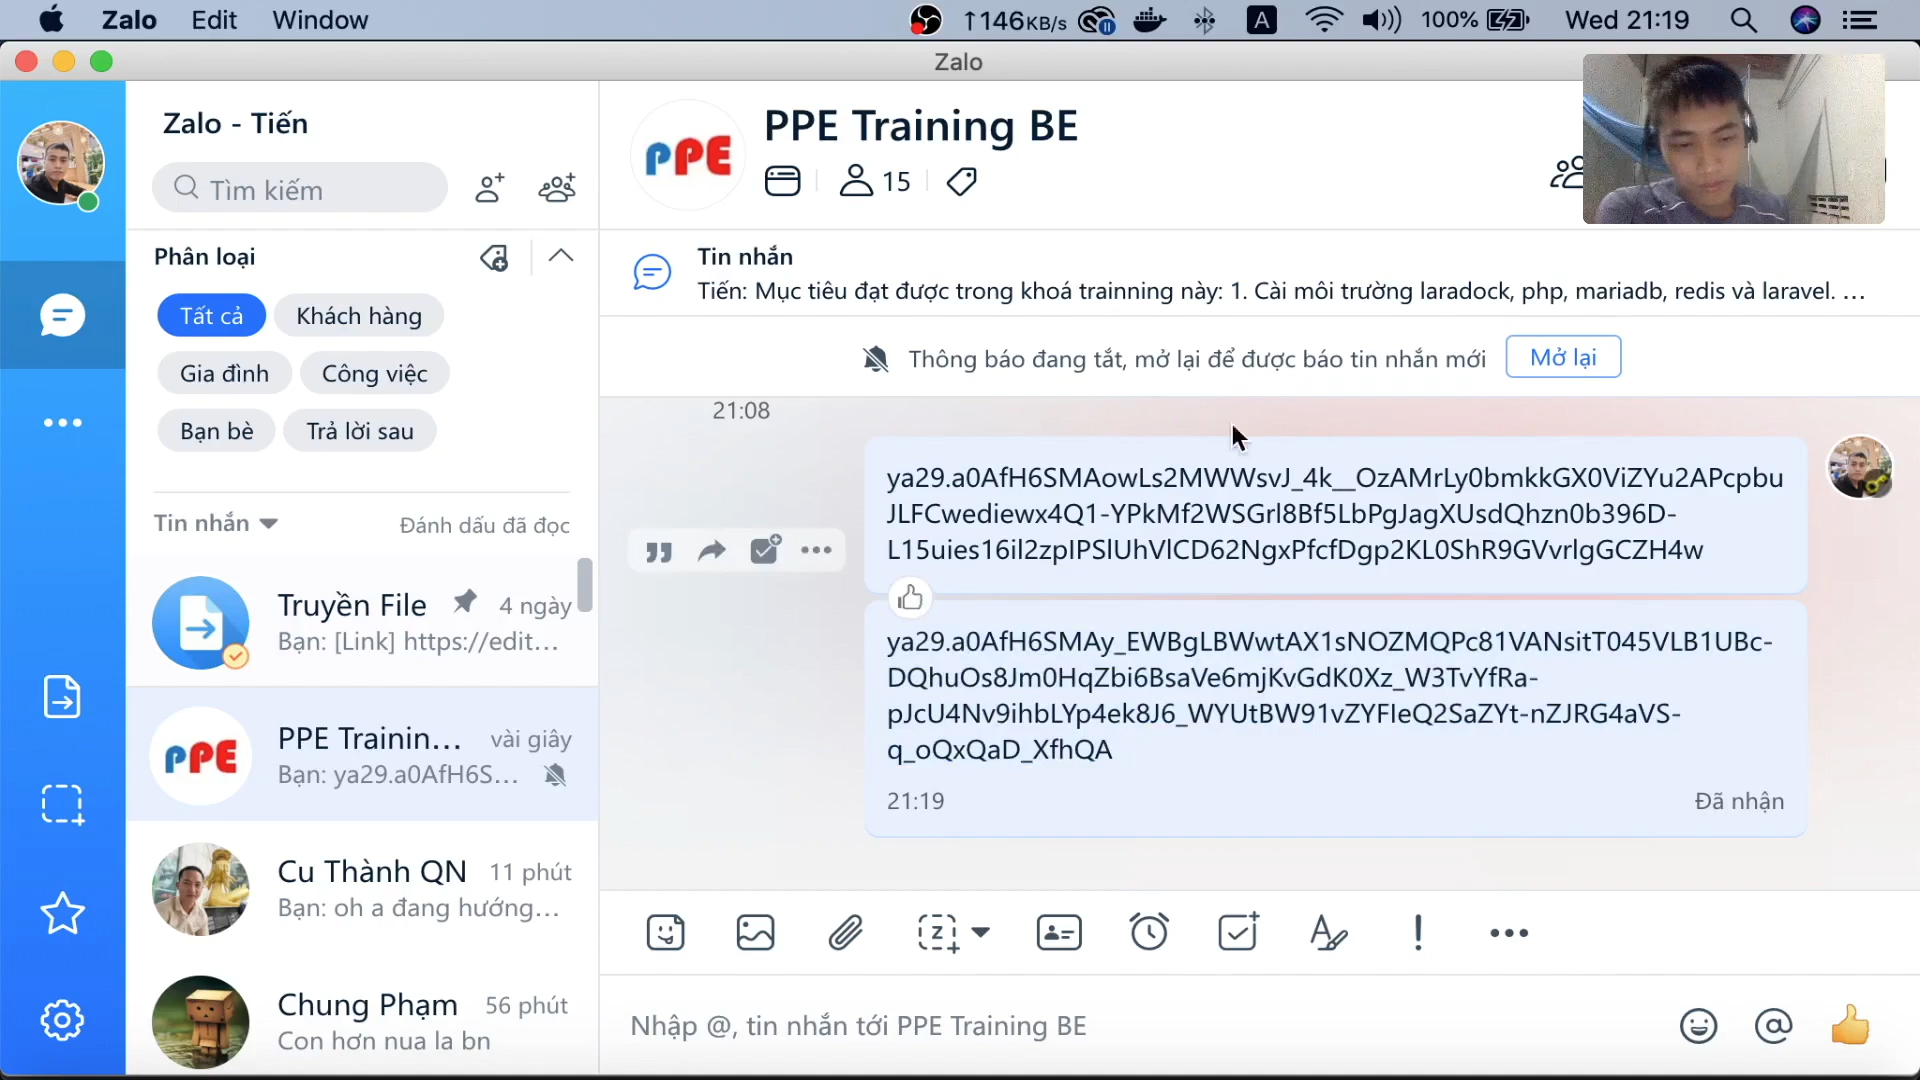 Zalo Edit Window
↑146KB/s A 100% Wed 21:19
Zalo
Zalo - Tiến
Tìm kiếm
Phân loại
Tất cả Khách hàng
Gia đình Công việc
Bạn bè Trả lời sau
Tin nhắn Đánh dấu đã đọc
Truyền File 4 ngày
Bạn: [Link] https://edit...
PPE Trainin... vài giây
Bạn: ya29.a0AfH6S...
Cu Thành QN 11 phút
Bạn: oh a đang hướng...
Chung Phạm 56 phút
Con hơn nua la bn
PPE
PPE Training BE
15
Tin nhắn
Tiến: Mục tiêu đạt được trong khoá trainning này: 1. Cài môi trường laradock, php, mariadb, redis và laravel. ...
Thông báo đang tắt, mở lại để được báo tin nhắn mới Mở lại
21:08
ya29.a0AfH6SMAowLs2MWWsvJ_4k__OzAMrLy0bmkkGX0ViZYu2APcpbu
JLFCwediewx4Q1-YPkMf2WSGrl8Bf5LbPgJagXUsdQhzn0b396D-
L15uies16il2zpIPSlUhVlCD62NgxPfcfDgp2KL0ShR9GVvrlgGCZH4w
ya29.a0AfH6SMAy_EWBgLBWwtAX1sNOZMQPc81VANsitT045VLB1UBc-
DQhuOs8Jm0HqZbi6BsaVe6mjKvGdK0Xz_W3TvYfRa-
pJcU4Nv9ihbLYp4ek8J6_WYUtBW91vZYFIeQ2SaZYt-nZJRG4aVS-
q_oQxQaD_XfhQA
21:19 Đã nhận
Nhập @, tin nhắn tới PPE Training BE
PPE